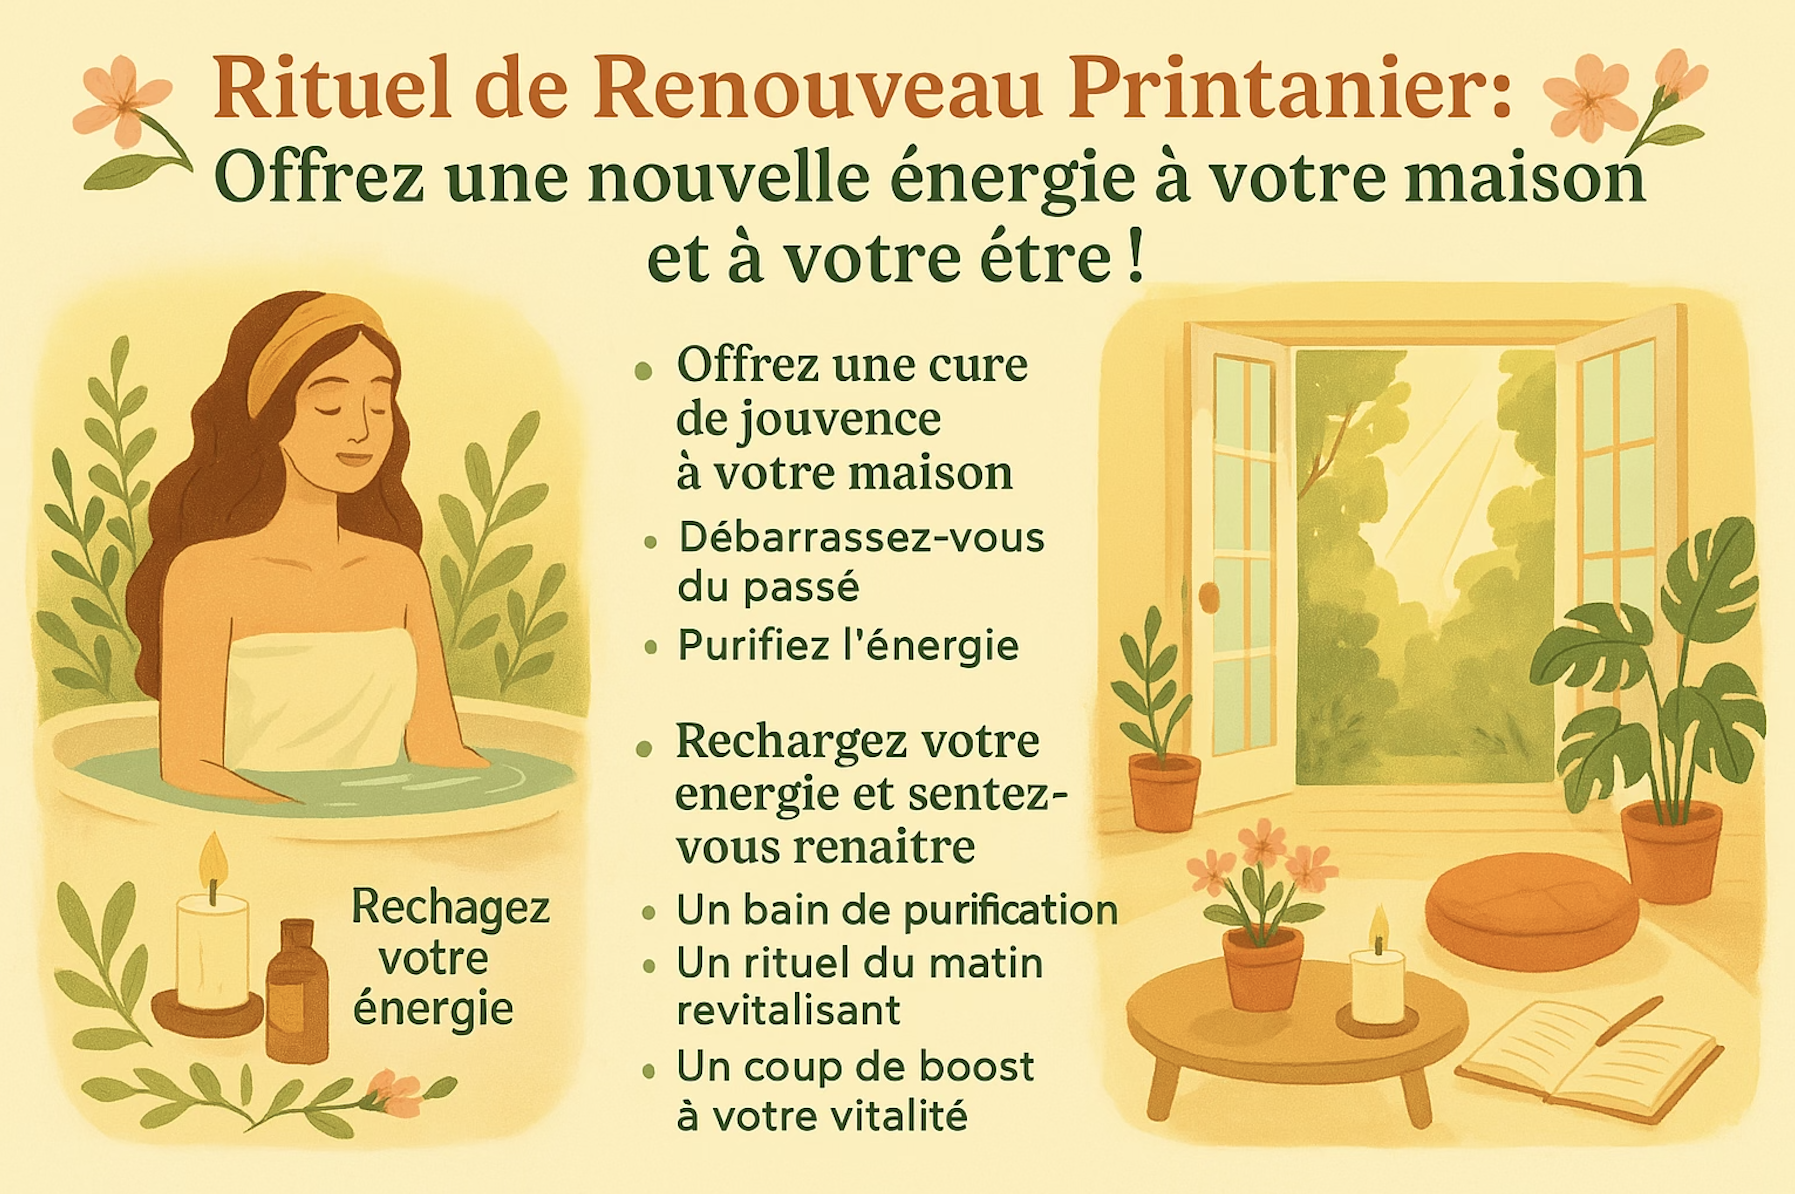 Rituel de Renouveau Printanier:
Offrez une nouvelle énergie à votre maison
et à votre étre !
• Offrez une cure
de jouvence
à votre maison
• Débarrassez-vous
du passé
• Purifiez l'énergie
• Rechargez votre
energie et sentez-
vous renaitre
• Un bain de purification
• Un rituel du matin
revitalisant
• Un coup de boost
à votre vitalité
Rechagez
votre
énergie